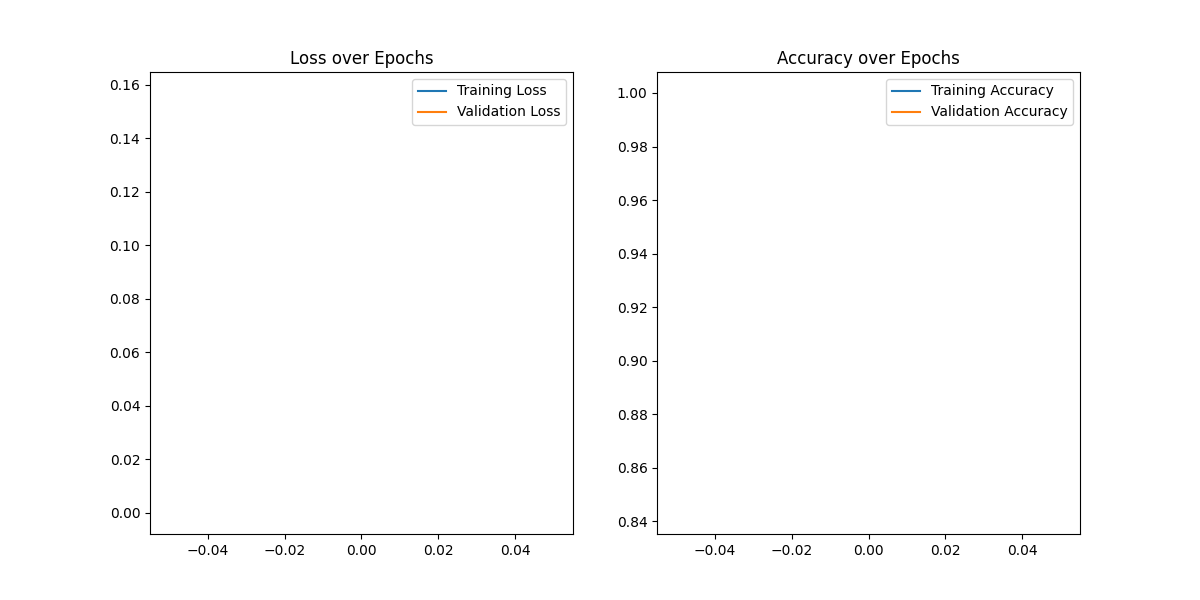 Loss over Epochs
Training Loss
Validation Loss
0.16
0.14
0.12
0.10
0.08
0.06
0.04
0.02
0.00
−0.04 −0.02 0.00 0.02 0.04
Accuracy over Epochs
Training Accuracy
Validation Accuracy
1.00
0.98
0.96
0.94
0.92
0.90
0.88
0.86
0.84
−0.04 −0.02 0.00 0.02 0.04